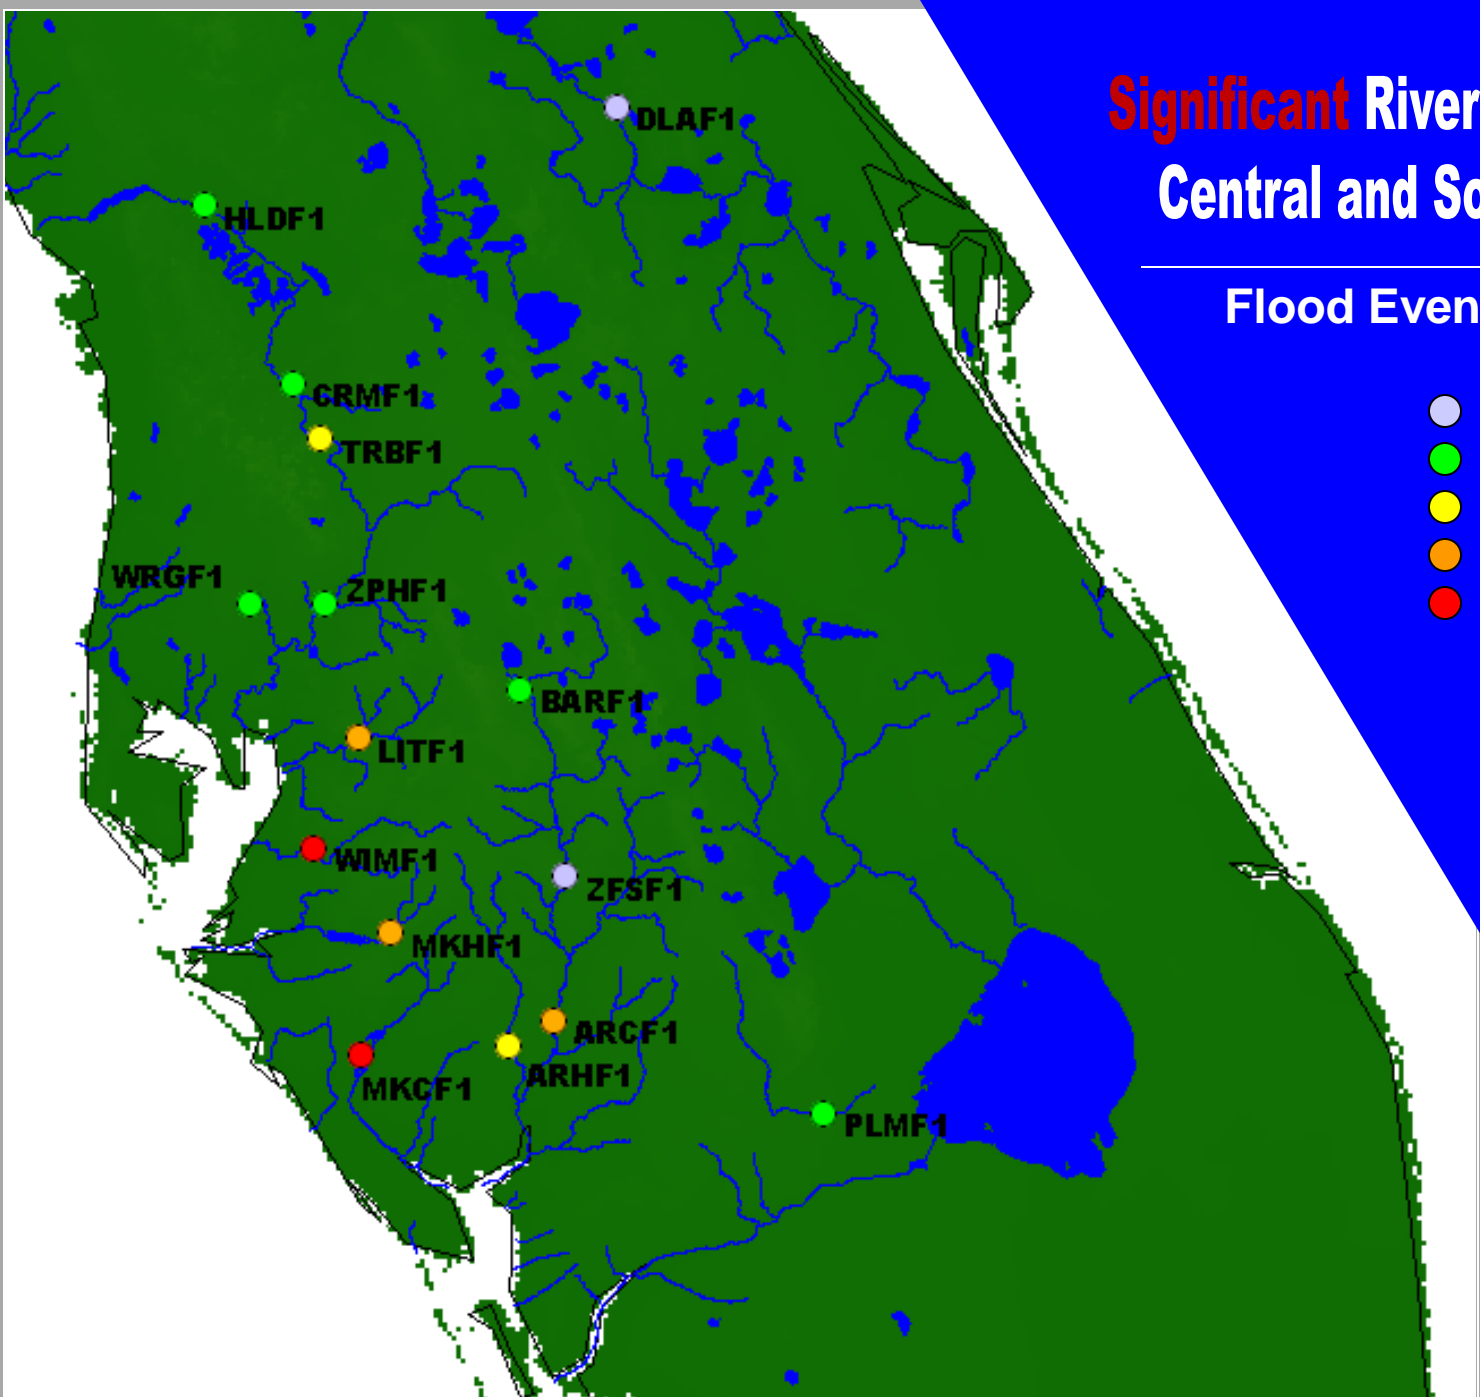 Significant River
Central and So
Flood Even
DLAF1
HLDF1
CRMF1
TRBF1
WRGF1
ZPHF1
BARF1
LITF1
WIMF1
ZFSF1
MKHF1
ARCF1
ARHF1
MKCF1
PLMF1